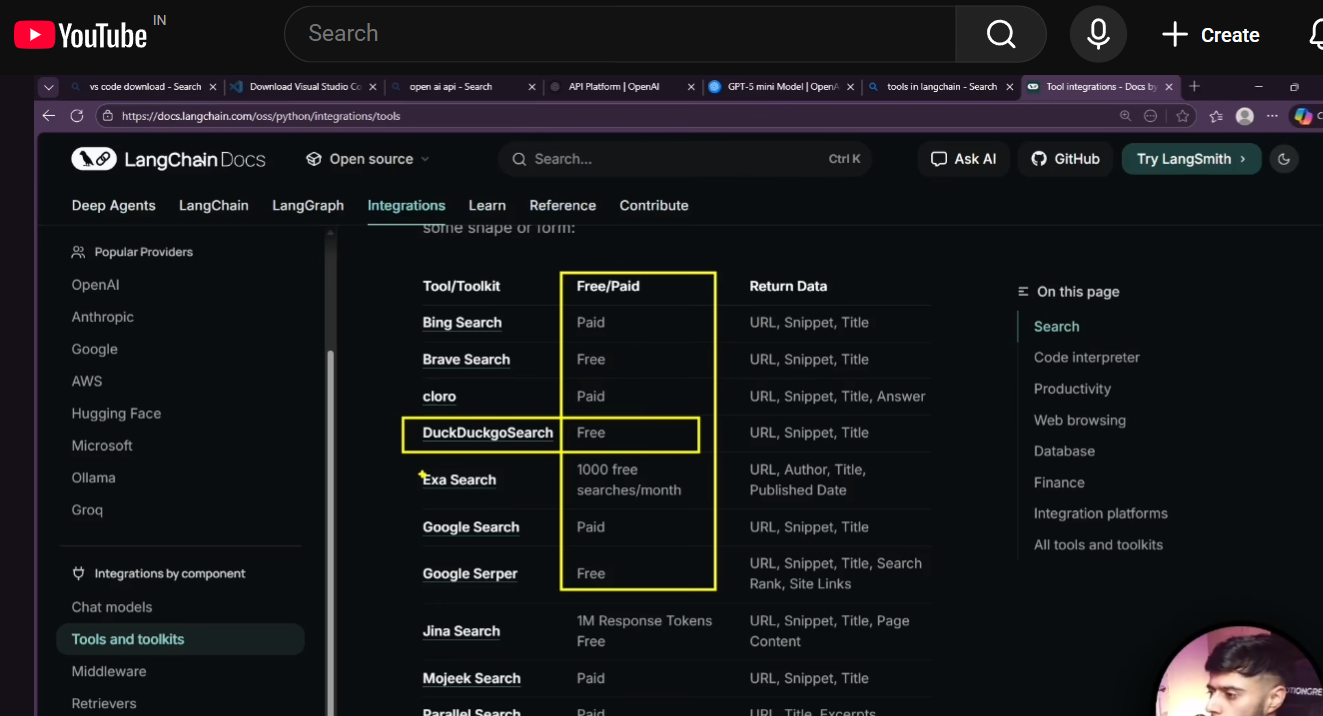 YouTube IN
Search
Create
vs code download - Search
Download Visual Studio Co
open ai api - Search
API Platform | OpenAI
GPT-5 mini Model | OpenA
tools in langchain - Search
Tool integrations - Docs by
https://docs.langchain.com/oss/python/integrations/tools
LangChain Docs
Open source
Search...
Ctrl K
Ask AI
GitHub
Try LangSmith
Deep Agents
LangChain
LangGraph
Integrations
Learn
Reference
Contribute
Popular Providers
OpenAI
Anthropic
Google
AWS
Hugging Face
Microsoft
Ollama
Groq
Integrations by component
Chat models
Tools and toolkits
Middleware
Retrievers
some shape or form:
Tool/Toolkit Free/Paid Return Data
Bing Search Paid URL, Snippet, Title
Brave Search Free URL, Snippet, Title
cloro Paid URL, Snippet, Title, Answer
DuckDuckgoSearch Free URL, Snippet, Title
Exa Search 1000 free URL, Author, Title,
searches/month Published Date
Google Search Paid URL, Snippet, Title
Google Serper Free URL, Snippet, Title, Search
Rank, Site Links
Jina Search 1M Response Tokens URL, Snippet, Title, Page
Free Content
Mojeek Search Paid URL, Snippet, Title
Parallel Search Paid URL, Title, Excerpts
On this page
Search
Code interpreter
Productivity
Web browsing
Database
Finance
Integration platforms
All tools and toolkits